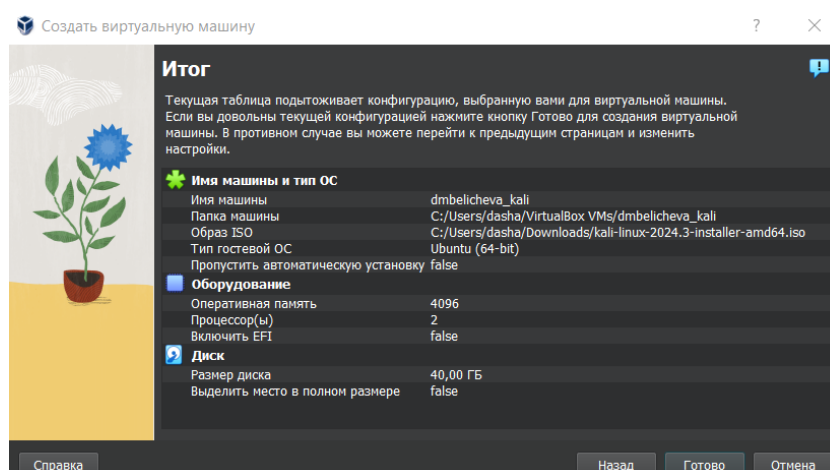 Создать виртуальную машину
Итог
Текущая таблица подытоживает конфигурацию, выбранную вами для виртуальной машины.
Если вы довольны текущей конфигурацией нажмите кнопку Готово для создания виртуальной
машины. В противном случае вы можете перейти к предыдущим страницам и изменить
настройки.
Имя машины и тип ОС
Имя машины dmbelicheva_kali
Папка машины C:/Users/dasha/VirtualBox VMs/dmbelicheva_kali
Образ ISO C:/Users/dasha/Downloads/kali-linux-2024.3-installer-amd64.iso
Тип гостевой ОС Ubuntu (64-bit)
Пропустить автоматическую установку false
Оборудование
Оперативная память 4096
Процессор(ы) 2
Включить EFI false
Диск
Размер диска 40,00 ГБ
Выделить место в полном размере false
Справка Назад Готово Отмена